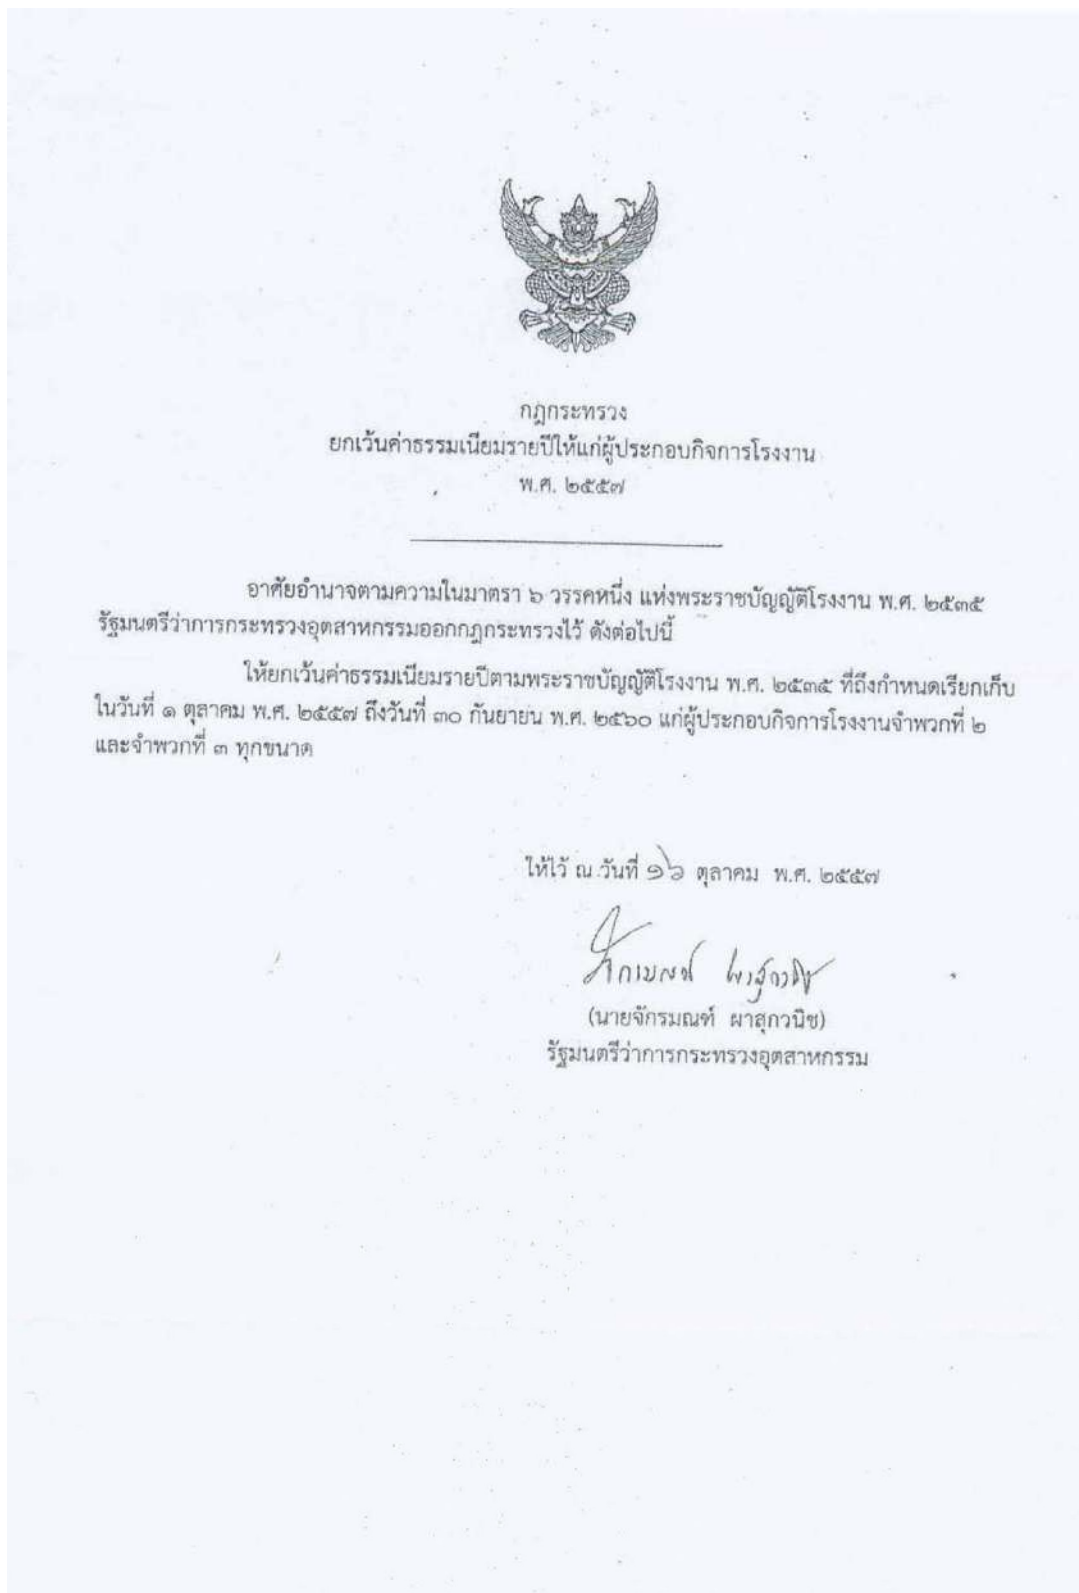 กฎกระทรวง
ยกเว้นค่าธรรมเนียมรายปีให้แก่ผู้ประกอบกิจการโรงงาน
พ.ศ. ๒๕๕๗
อาศัยอำนาจตามความในมาตรา ๖ วรรคหนึ่ง แห่งพระราชบัญญัติโรงงาน พ.ศ. ๒๕๓๕
รัฐมนตรีว่าการกระทรวงอุตสาหกรรมออกกฎกระทรวงไว้ ดังต่อไปนี้
ให้ยกเว้นค่าธรรมเนียมรายปีตามพระราชบัญญัติโรงงาน พ.ศ. ๒๕๓๕ ที่ถึงกำหนดเรียกเก็บ
ในวันที่ ๑ ตุลาคม พ.ศ. ๒๕๕๗ ถึงวันที่ ๓๐ กันยายน พ.ศ. ๒๕๖๐ แก่ผู้ประกอบกิจการโรงงานจำพวกที่ ๒
และจำพวกที่ ๓ ทุกขนาด
ให้ไว้ ณ วันที่ ๑๖ ตุลาคม พ.ศ. ๒๕๕๗
จักรมณฑ์ ผาสุกวนิช
(นายจักรมณฑ์ ผาสุกวนิช)
รัฐมนตรีว่าการกระทรวงอุตสาหกรรม